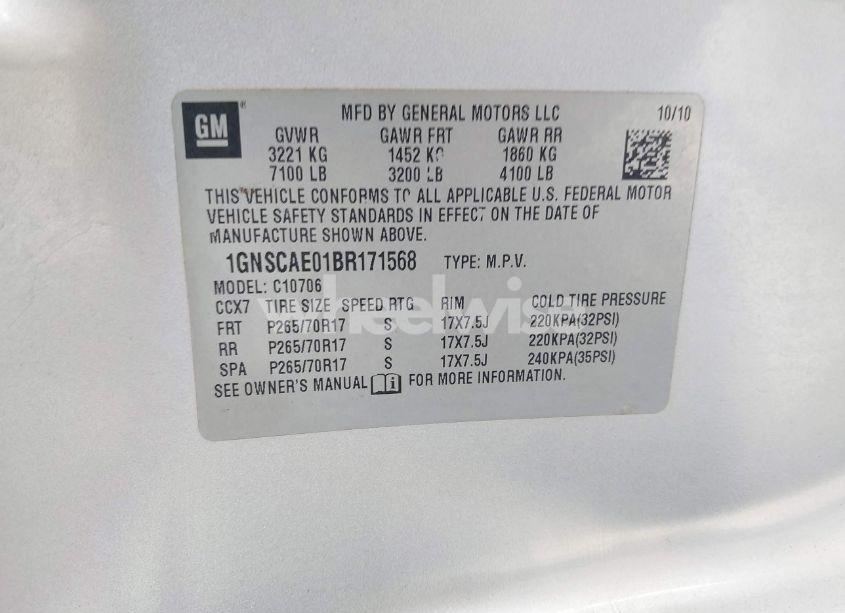 GM
MFD BY GENERAL MOTORS LLC 10/10
GVWR GAWR FRT GAWR RR
3221 KG 1452 KG 1860 KG
7100 LB 3200 LB 4100 LB
THIS VEHICLE CONFORMS TO ALL APPLICABLE U.S. FEDERAL MOTOR
VEHICLE SAFETY STANDARDS IN EFFECT ON THE DATE OF
MANUFACTURE SHOWN ABOVE.
1GNSCAE01BR171568 TYPE: M.P.V.
MODEL: C10706
CCX7 TIRE SIZE SPEED RTG RIM COLD TIRE PRESSURE
FRT P265/70R17 S 17X7.5J 220KPA(32PSI)
RR P265/70R17 S 17X7.5J 220KPA(32PSI)
SPA P265/70R17 S 17X7.5J 240KPA(35PSI)
SEE OWNER'S MANUAL i FOR MORE INFORMATION.
wheelwise